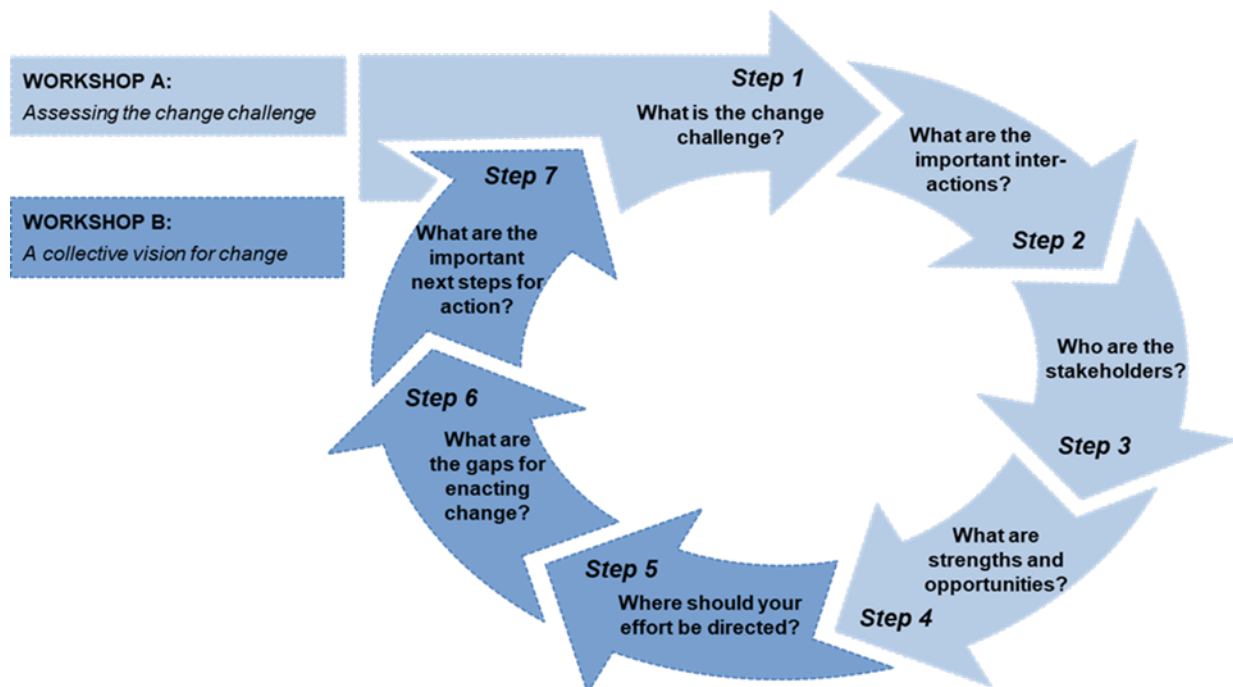 WORKSHOP A:
Assessing the change challenge
WORKSHOP B:
A collective vision for change
Step 1
What is the change
challenge?
What are the
important inter-
actions?
Step 2
Who are the
stakeholders?
Step 3
What are
strengths and
opportunities?
Step 4
Step 5
Where should your
effort be directed?
Step 6
What are
the gaps for
enacting
change?
Step 7
What are the
important
next steps for
action?